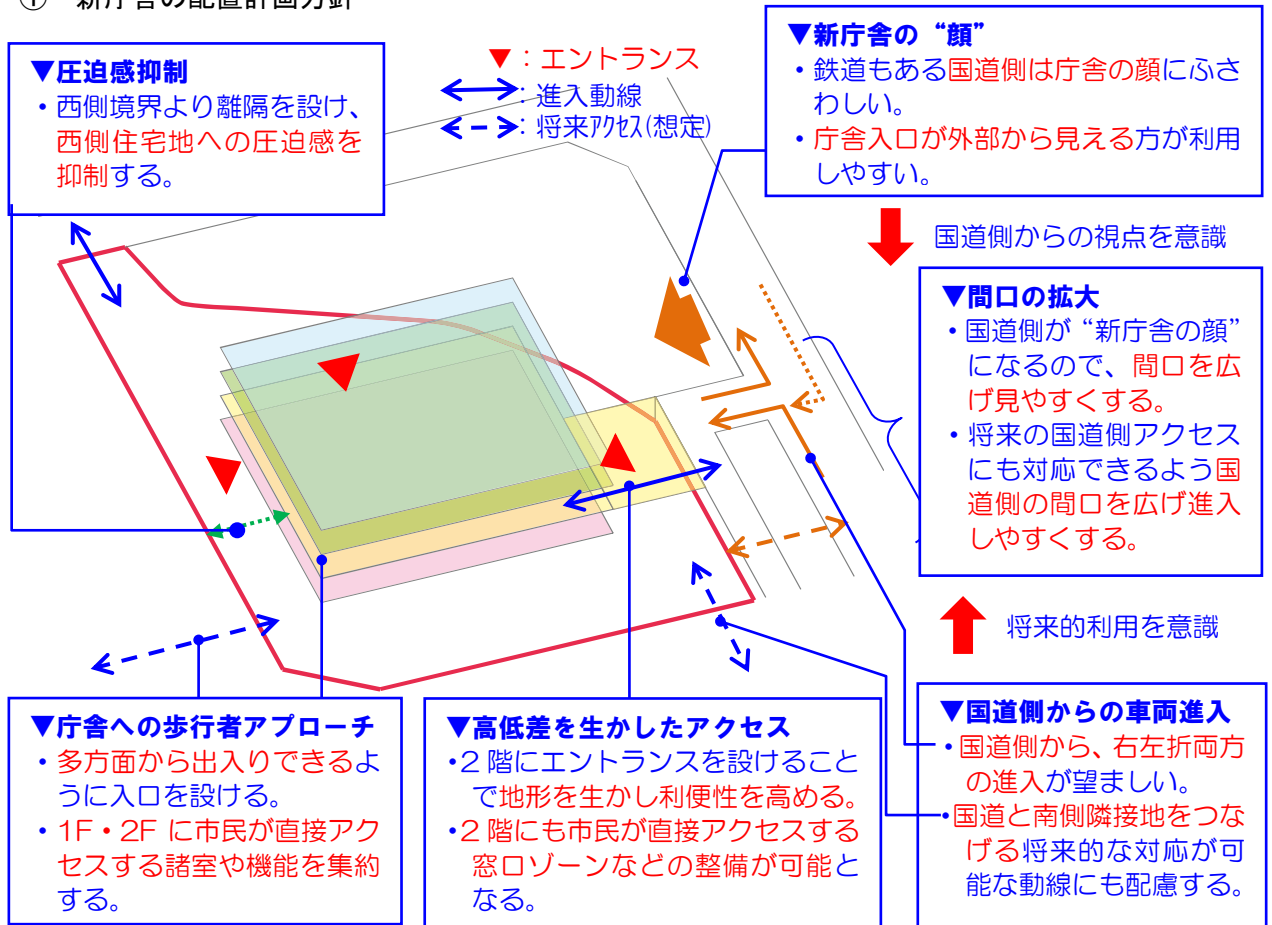 ① 新庁舎の配置計画方針
▼圧迫感抑制
・西側境界より離隔を設け、
西側住宅地への圧迫感を
抑制する。
▼：エントランス
：進入動線
：将来ｱｸｾｽ(想定)
▼新庁舎の“顔”
・鉄道もある国道側は庁舎の顔にふさ
わしい。
・庁舎入口が外部から見える方が利用
しやすい。
国道側からの視点を意識
▼間口の拡大
・国道側が“新庁舎の顔”
になるので、間口を広
げ見やすくする。
・将来の国道側アクセス
にも対応できるよう国
道側の間口を広げ進入
しやすくする。
将来的利用を意識
▼庁舎への歩行者アプローチ
・多方面から出入りできるよ
うに入口を設ける。
・1F・2F に市民が直接アク
セスする諸室や機能を集約
する。
▼高低差を生かしたアクセス
・2 階にエントランスを設けること
で地形を生かし利便性を高める。
・2 階にも市民が直接アクセスする
窓口ゾーンなどの整備が可能と
なる。
▼国道側からの車両進入
・国道側から、右左折両方
の進入が望ましい。
・国道と南側隣接地をつな
げる将来的な対応が可
能な動線にも配慮する。